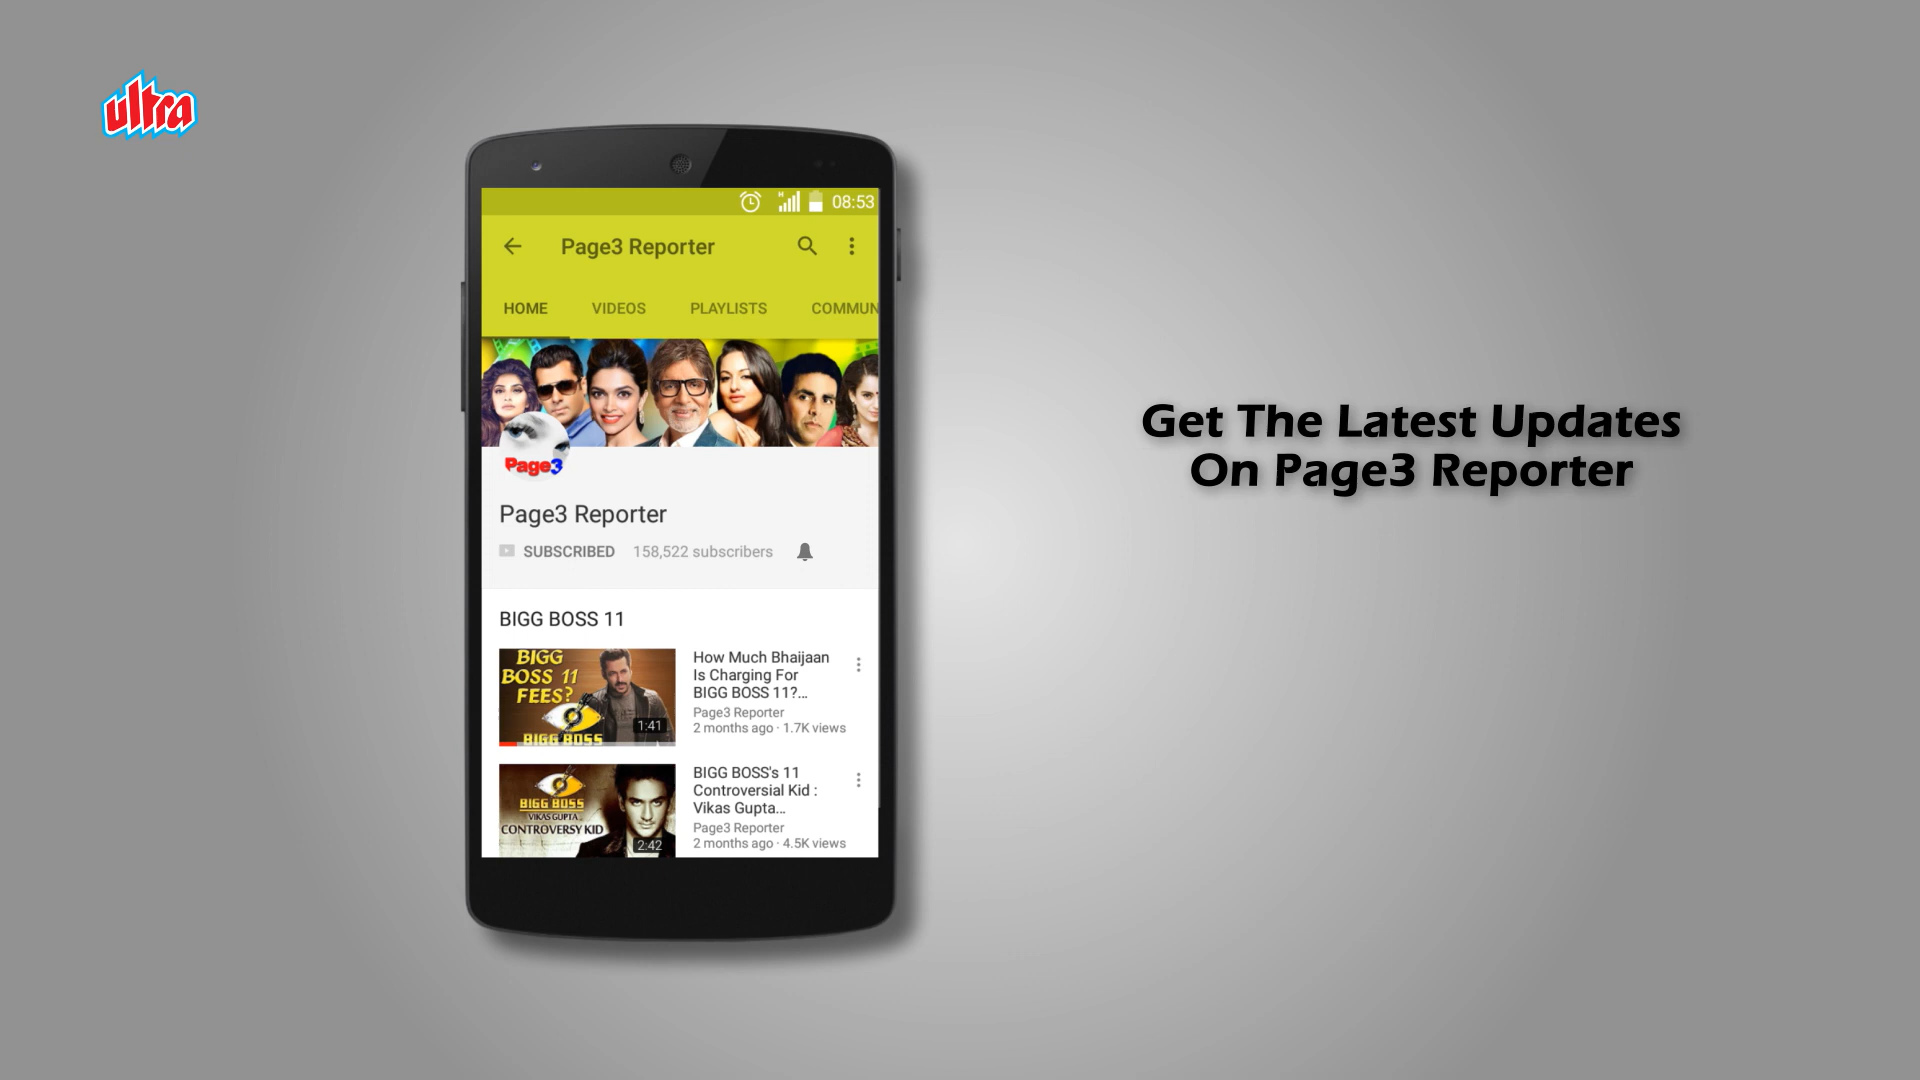 ultra
08:53
Page3 Reporter
HOME VIDEOS PLAYLISTS COMMUN
Page3
Page3 Reporter
SUBSCRIBED 158,522 subscribers
BIGG BOSS 11
BIGG
BOSS 11
FEES?
1:41
BIGG BOSS
How Much Bhaijaan
Is Charging For
BIGG BOSS 11?...
Page3 Reporter
2 months ago · 1.7K views
BIGG BOSS
VIKAS GUPTA
CONTROVERSY KID
2:42
BIGG BOSS's 11
Controversial Kid :
Vikas Gupta...
Page3 Reporter
2 months ago · 4.5K views
Get The Latest Updates
On Page3 Reporter